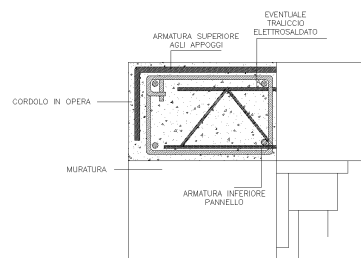 EVENTUALE
TRALICCIO
ELETTROSALDATO
ARMATURA SUPERIORE
AGLI APPOGGI
CORDOLO IN OPERA
MURATURA
ARMATURA INFERIORE
PANNELLO